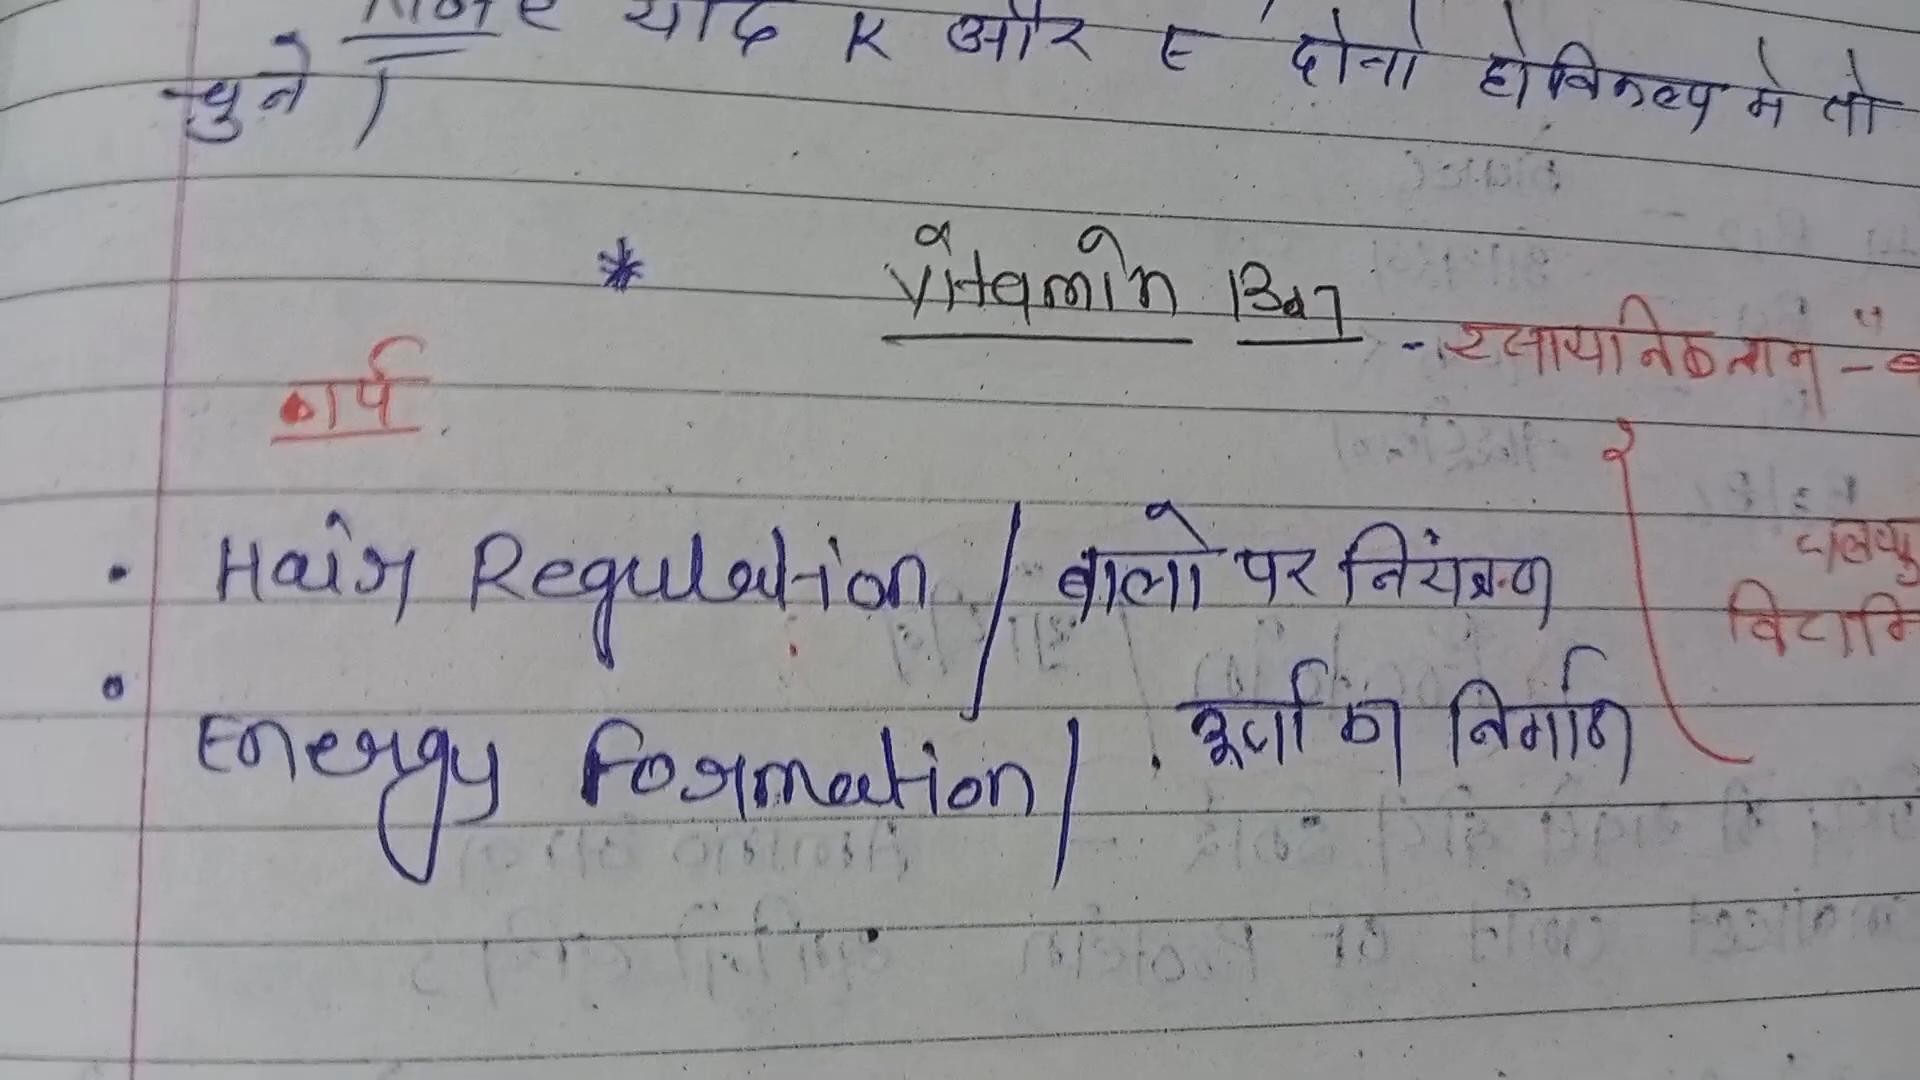 यदि K और E दोनो हो विकल्प मे तो
चुने ।
* Vitamin B7 - रसायनिक नाम -
कार्य
• Hair Regulation / बालो पर नियंत्रण
• Energy Formation / ऊर्जा का निर्माण